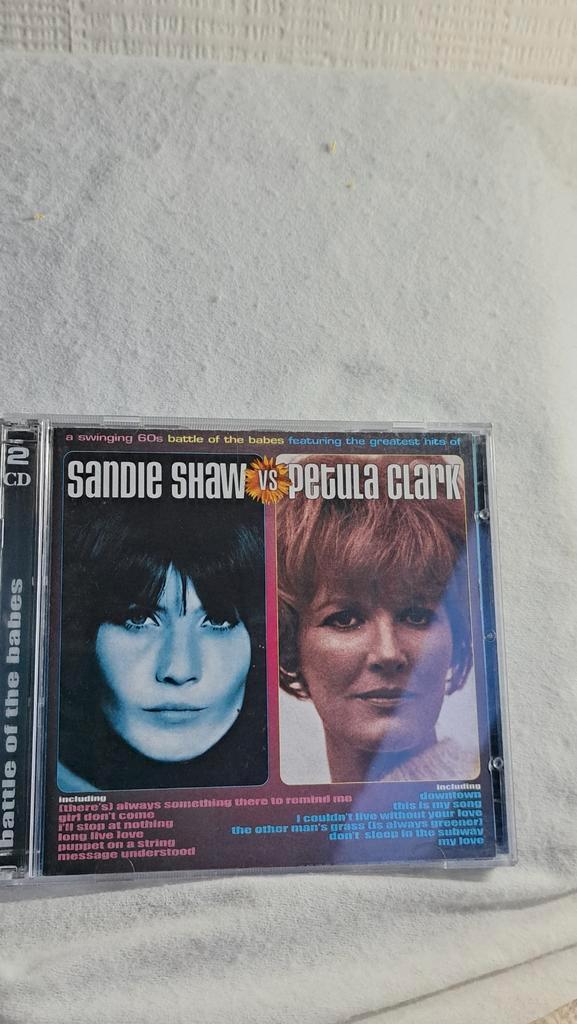 2
CD
battle of the babes
a swinging 60s battle of the babes featuring the greatest hits of
SANDIE SHAW VS PETULA CLARK
including
(there's) always something there to remind me
girl don't come
i'll stop at nothing
long live love
puppet on a string
message understood
including
downtown
this is my song
i couldn't live without your love
the other man's grass (is always greener)
don't sleep in the subway
my love